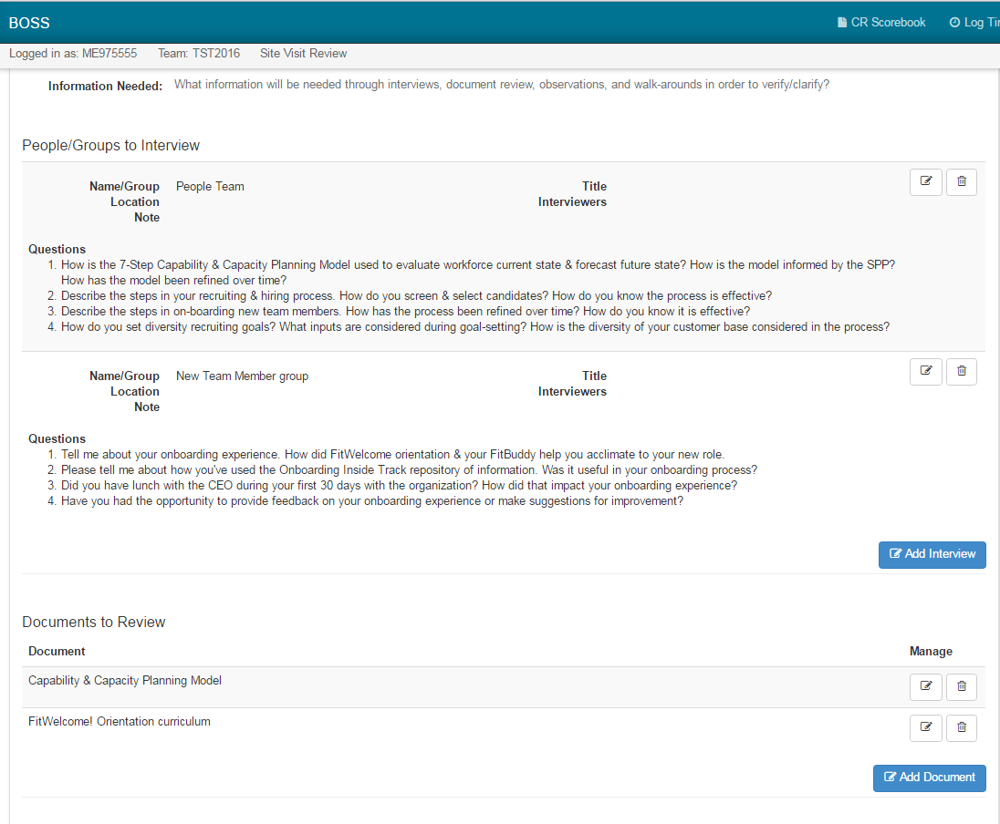 BOSS
CR Scorebook
Log Ti
Logged in as: ME975555 Team: TST2016 Site Visit Review
Information Needed: What information will be needed through interviews, document review, observations, and walk-arounds in order to verify/clarify?
People/Groups to Interview
Name/Group People Team Title
Location Interviewers
Note
Questions
1. How is the 7-Step Capability & Capacity Planning Model used to evaluate workforce current state & forecast future state? How is the model informed by the SPP?
How has the model been refined over time?
2. Describe the steps in your recruiting & hiring process. How do you screen & select candidates? How do you know the process is effective?
3. Describe the steps in on-boarding new team members. How has the process been refined over time? How do you know it is effective?
4. How do you set diversity recruiting goals? What inputs are considered during goal-setting? How is the diversity of your customer base considered in the process?
Name/Group New Team Member group Title
Location Interviewers
Note
Questions
1. Tell me about your onboarding experience. How did FitWelcome orientation & your FitBuddy help you acclimate to your new role.
2. Please tell me about how you've used the Onboarding Inside Track repository of information. Was it useful in your onboarding process?
3. Did you have lunch with the CEO during your first 30 days with the organization? How did that impact your onboarding experience?
4. Have you had the opportunity to provide feedback on your onboarding experience or make suggestions for improvement?
Add Interview
Documents to Review
Document Manage
Capability & Capacity Planning Model
FitWelcome! Orientation curriculum
Add Document